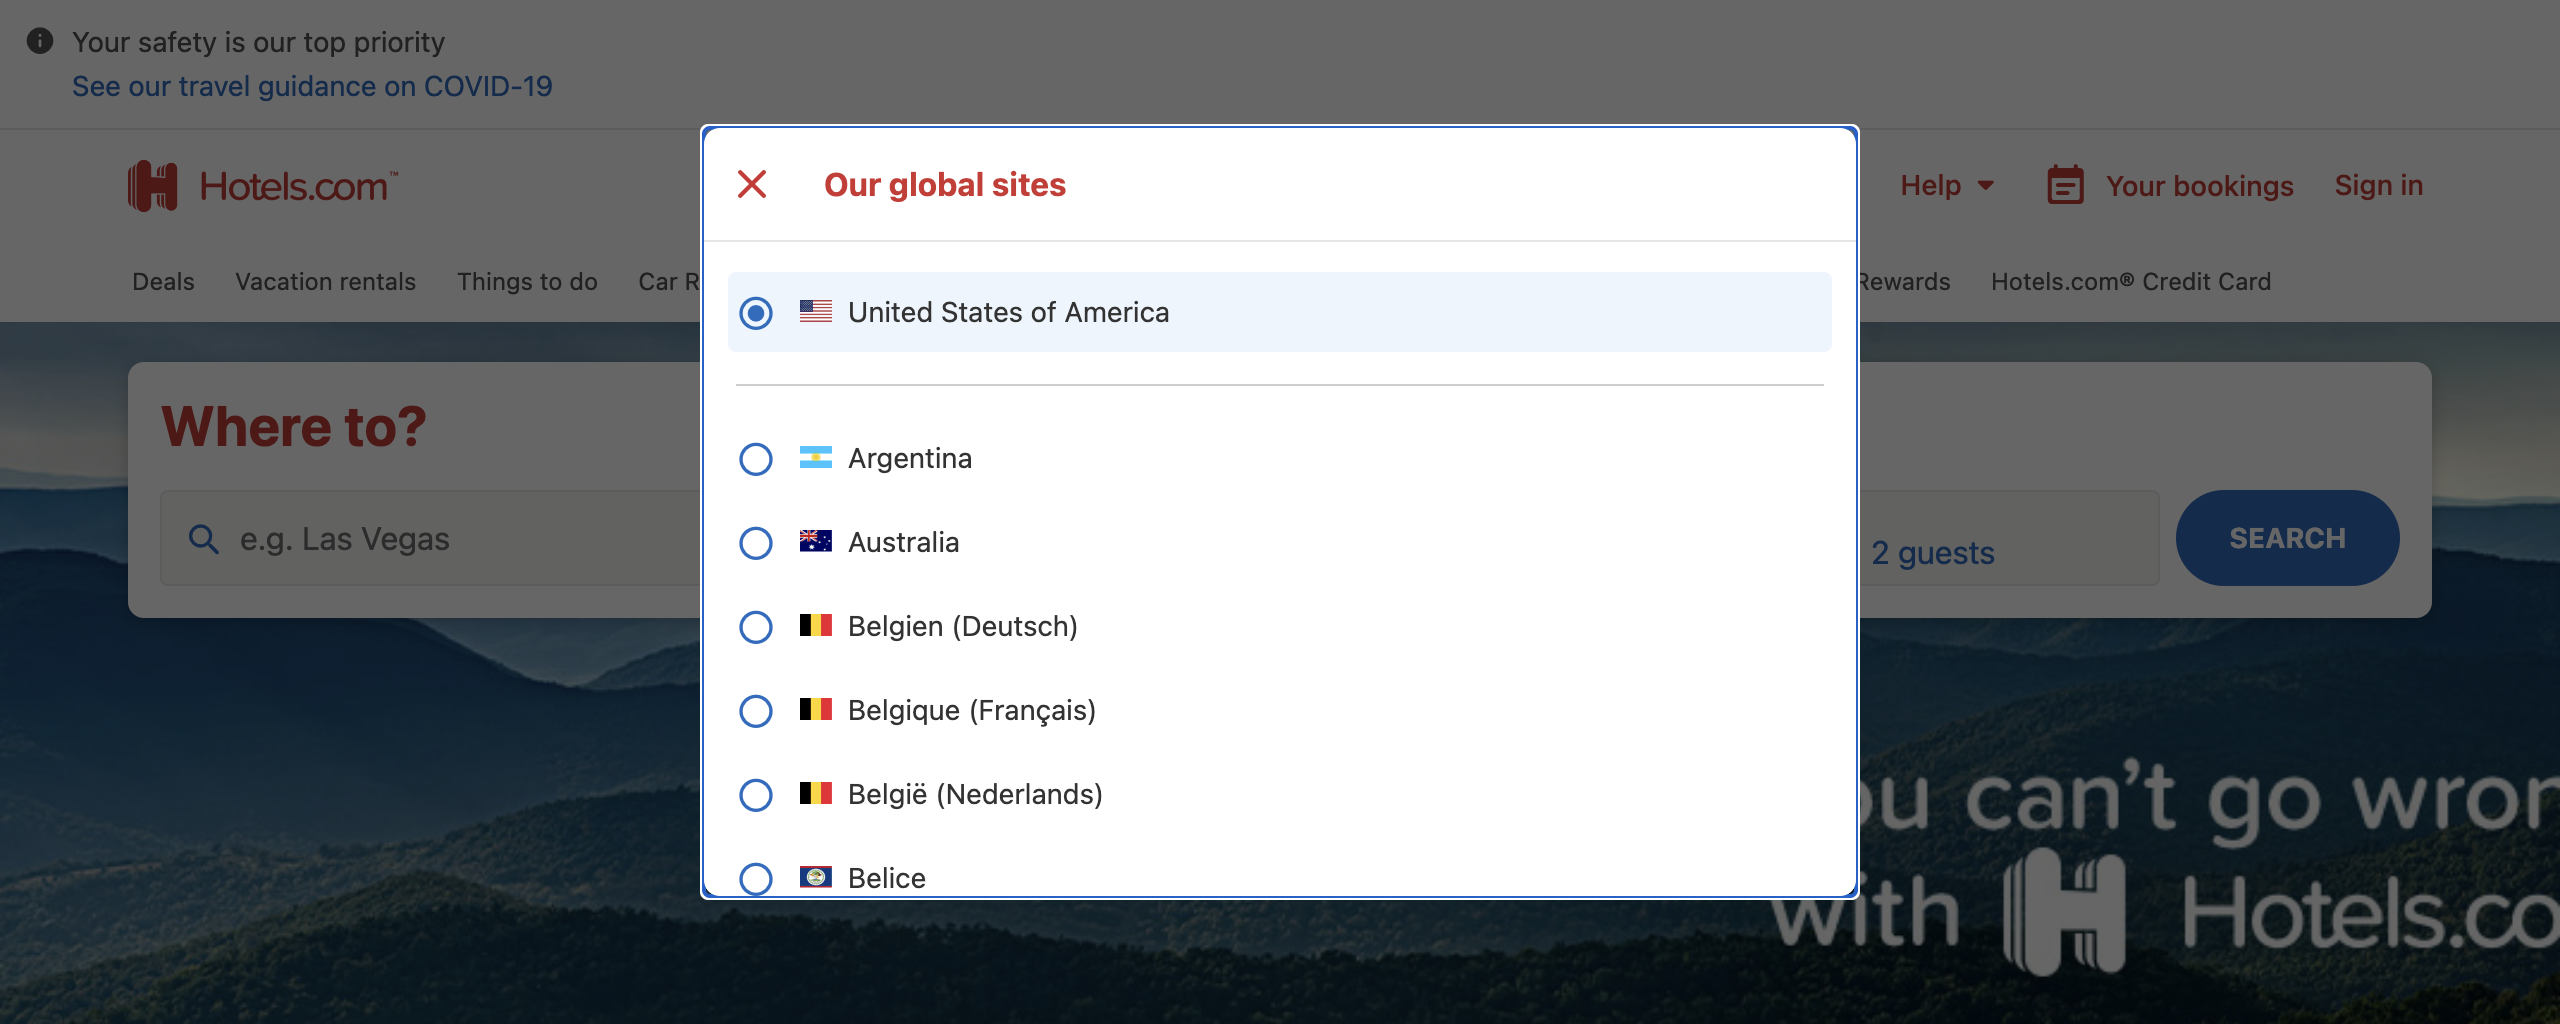 Your safety is our top priority
See our travel guidance on COVID-19
Hotels.com™
Help
Your bookings
Sign in
Deals
Vacation rentals
Things to do
Car R
Rewards
Hotels.com® Credit Card
Our global sites
United States of America
Argentina
Australia
Belgien (Deutsch)
Belgique (Français)
België (Nederlands)
Belice
Where to?
e.g. Las Vegas
2 guests
SEARCH
ou can't go wron
with Hotels.co